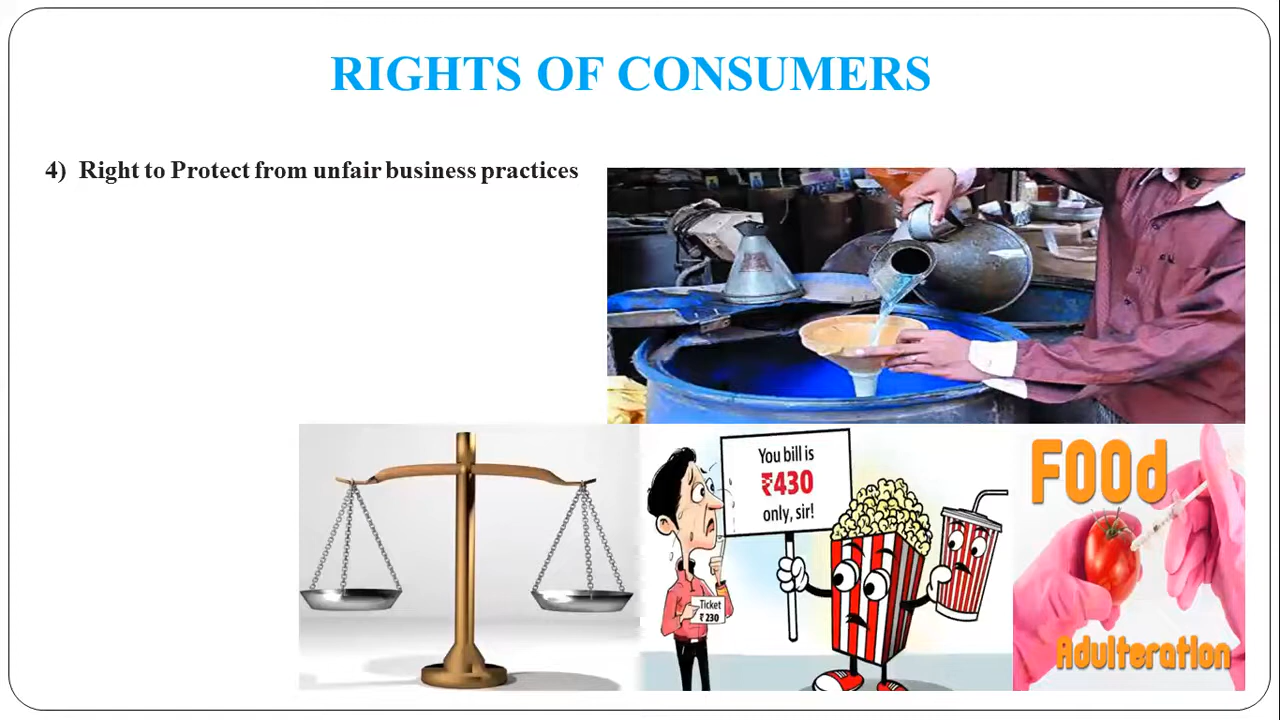 RIGHTS OF CONSUMERS
4) Right to Protect from unfair business practices
You bill is
₹430
only, sir!
Ticket
₹ 230
FOOd
Adulteration